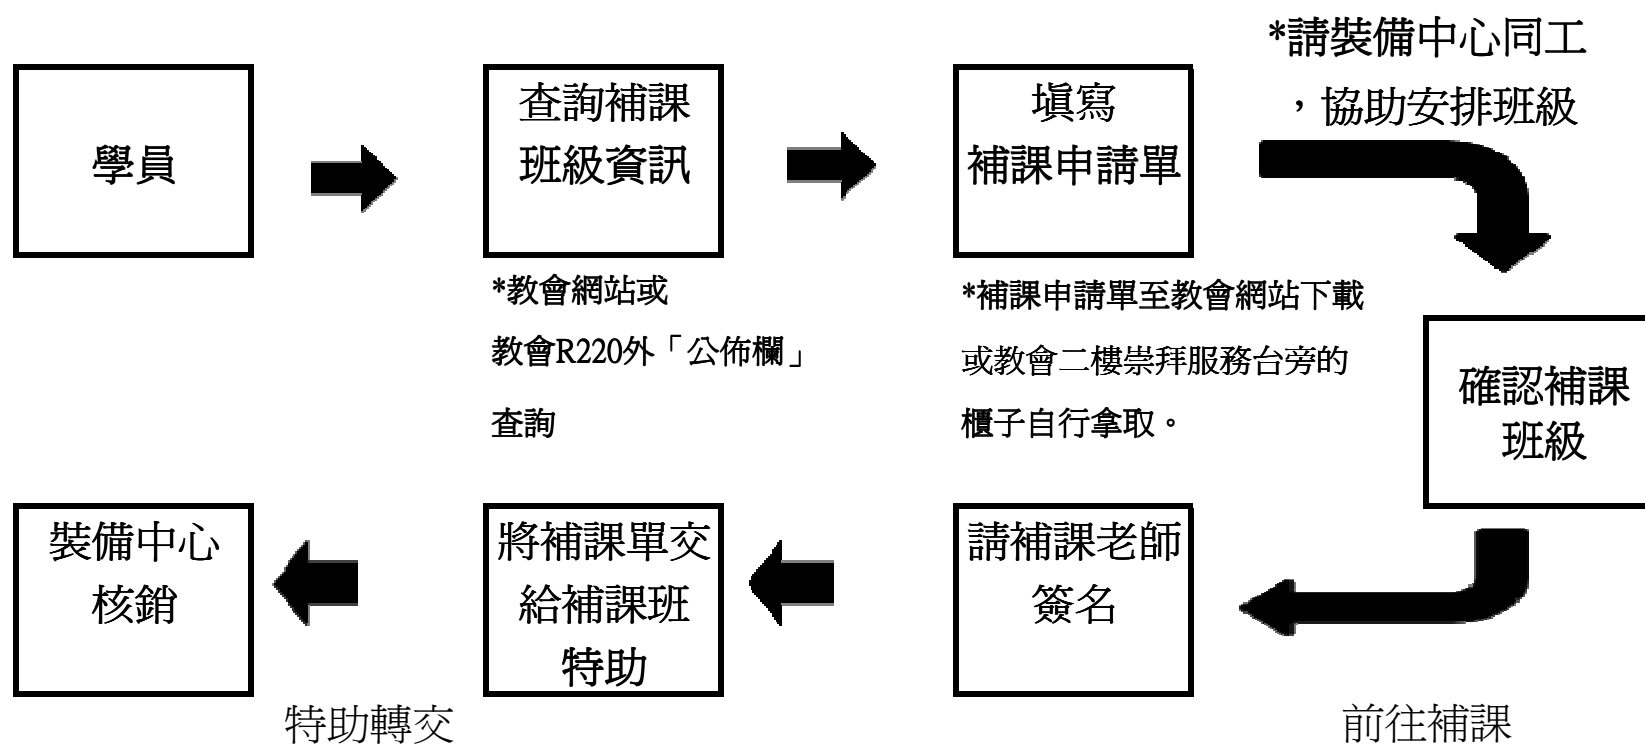 學員
查詢補課
班級資訊
*教會網站或
教會R220外「公佈欄」
查詢
填寫
補課申請單
*補課申請單至教會網站下載
或教會二樓崇拜服務台旁的
櫃子自行拿取。
*請裝備中心同工
，協助安排班級
確認補課
班級
前往補課
請補課老師
簽名
將補課單交
給補課班
特助
特助轉交
裝備中心
核銷